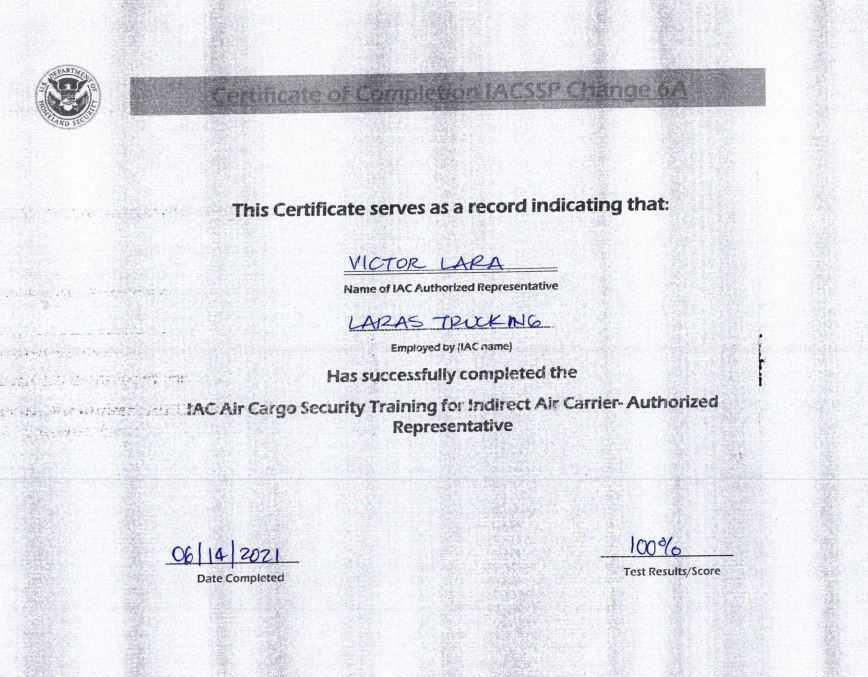 U.S. DEPARTMENT OF HOMELAND SECURITY
Certificate of Completion IACSSP Change 6A
This Certificate serves as a record indicating that:
VICTOR LARA
Name of IAC Authorized Representative
LARAS TRUCKING
Employed by (IAC name)
Has successfully completed the
IAC Air Cargo Security Training for Indirect Air Carrier- Authorized
Representative
06/14/2021
Date Completed
100%
Test Results/Score